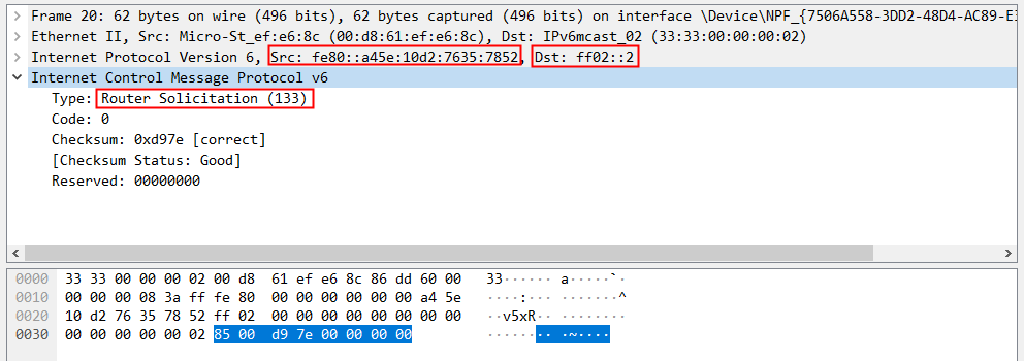 Frame 20: 62 bytes on wire (496 bits), 62 bytes captured (496 bits) on interface \Device\NPF_{7506A558-3DD2-48D4-AC89-
Ethernet II, Src: Micro-St_ef:e6:8c (00:d8:61:ef:e6:8c), Dst: IPv6mcast_02 (33:33:00:00:00:02)
Internet Protocol Version 6, Src: fe80::a45e:10d2:7635:7852, Dst: ff02::2
Internet Control Message Protocol v6
Type: Router Solicitation (133)
Code: 0
Checksum: 0xd97e [correct]
[Checksum Status: Good]
Reserved: 00000000
0000 33 33 00 00 00 02 00 d8 61 ef e6 8c 86 dd 60 00 33······ a·····`·
0010 00 00 00 08 3a ff fe 80 00 00 00 00 00 00 a4 5e ····:··· ·······^
0020 10 d2 76 35 78 52 ff 02 00 00 00 00 00 00 00 00 ··v5xR·· ········
0030 00 00 00 00 00 02 85 00 d9 7e 00 00 00 00 ········ ·~····